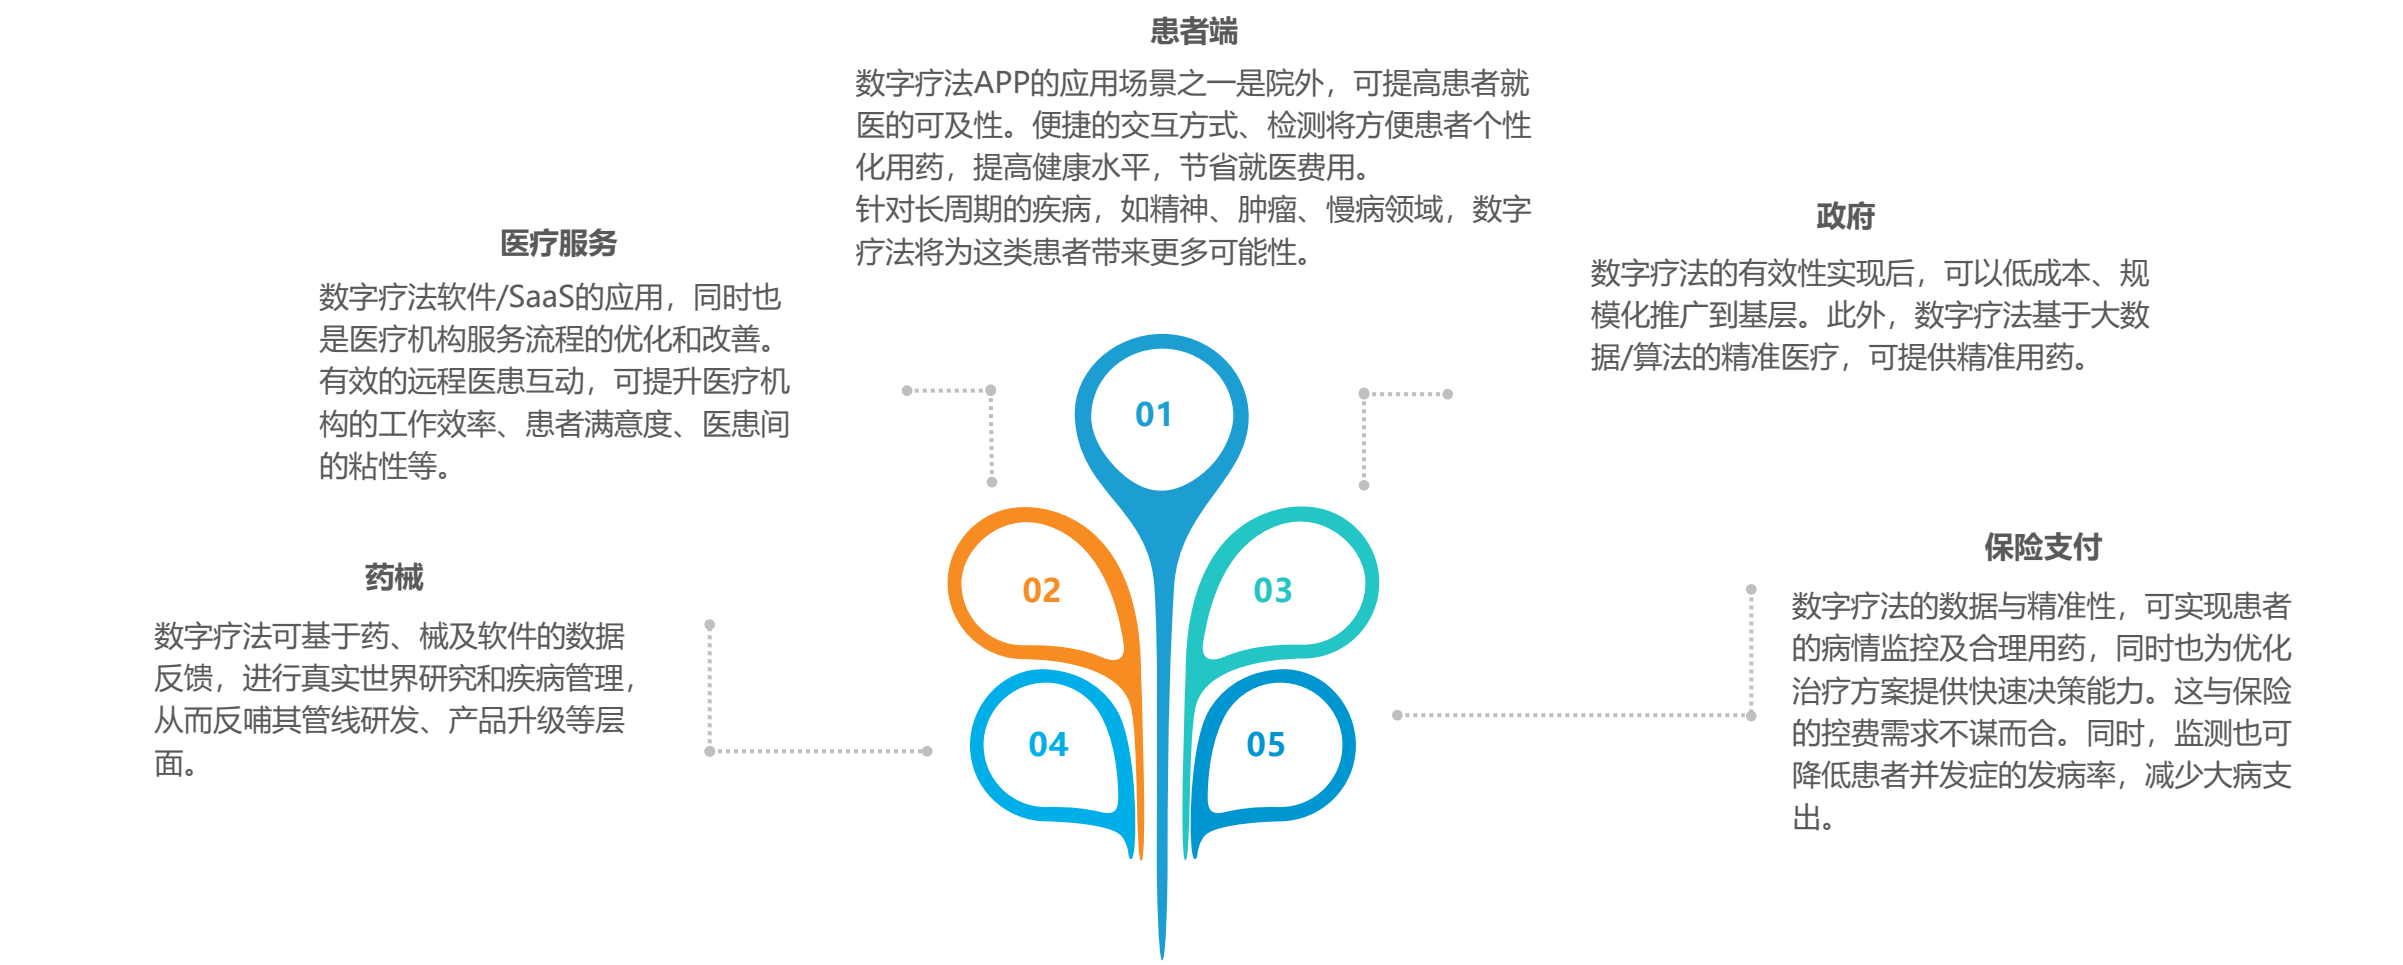 患者端
数字疗法APP的应用场景之一是院外，可提高患者就
医的可及性。便捷的交互方式、检测将方便患者个性
化用药，提高健康水平，节省就医费用。
针对长周期的疾病，如精神、肿瘤、慢病领域，数字
疗法将为这类患者带来更多可能性。
医疗服务
数字疗法软件/SaaS的应用，同时也
是医疗机构服务流程的优化和改善。
有效的远程医患互动，可提升医疗机
构的工作效率、患者满意度、医患间
的粘性等。
政府
数字疗法的有效性实现后，可以低成本、规
模化推广到基层。此外，数字疗法基于大数
据/算法的精准医疗，可提供精准用药。
药械
数字疗法可基于药、械及软件的数据
反馈，进行真实世界研究和疾病管理，
从而反哺其管线研发、产品升级等层
面。
保险支付
数字疗法的数据与精准性，可实现患者
的病情监控及合理用药，同时也为优化
治疗方案提供快速决策能力。这与保险
的控费需求不谋而合。同时，监测也可
降低患者并发症的发病率，减少大病支
出。
01
02
03
04
05